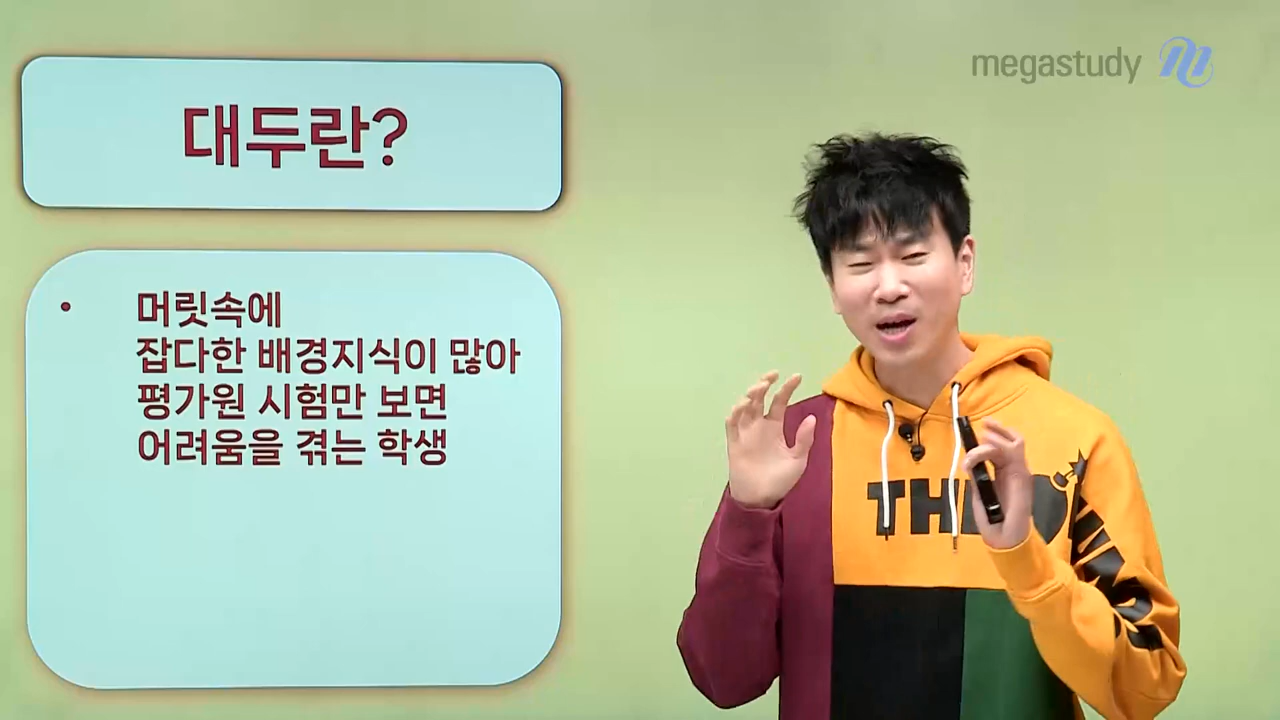 megastudy
대두란?
• 머릿속에
잡다한 배경지식이 많아
평가원 시험만 보면
어려움을 겪는 학생
THE